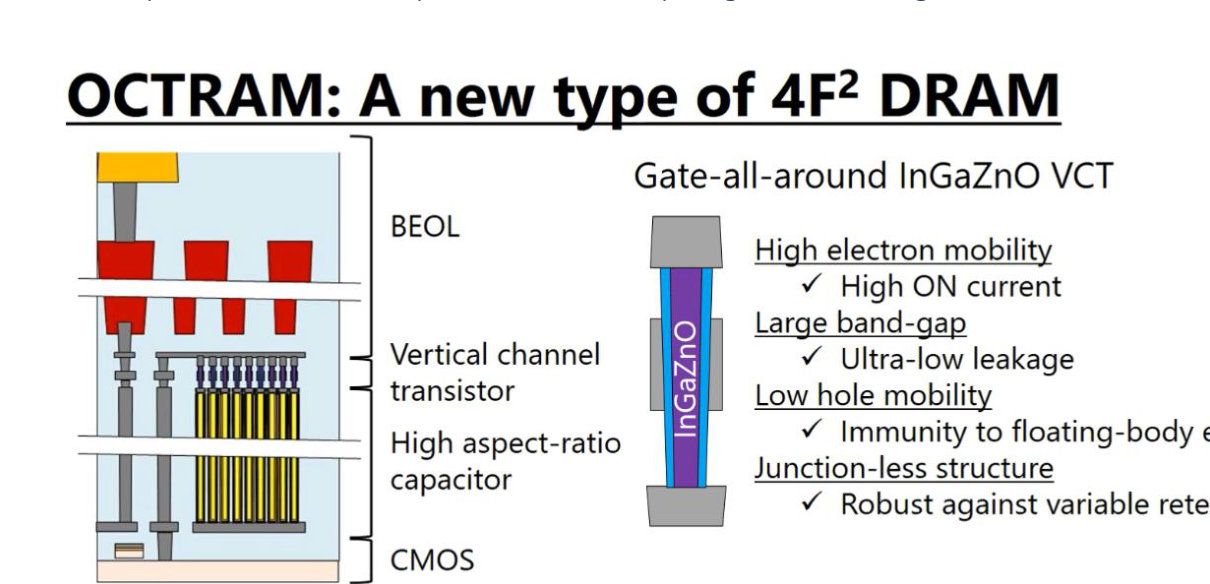 OCTRAM: A new type of 4F² DRAM
BEOL
Vertical channel
transistor
High aspect-ratio
capacitor
CMOS
Gate-all-around InGaZnO VCT
InGaZnO
High electron mobility
✓ High ON current
Large band-gap
✓ Ultra-low leakage
Low hole mobility
✓ Immunity to floating-body
Junction-less structure
✓ Robust against variable